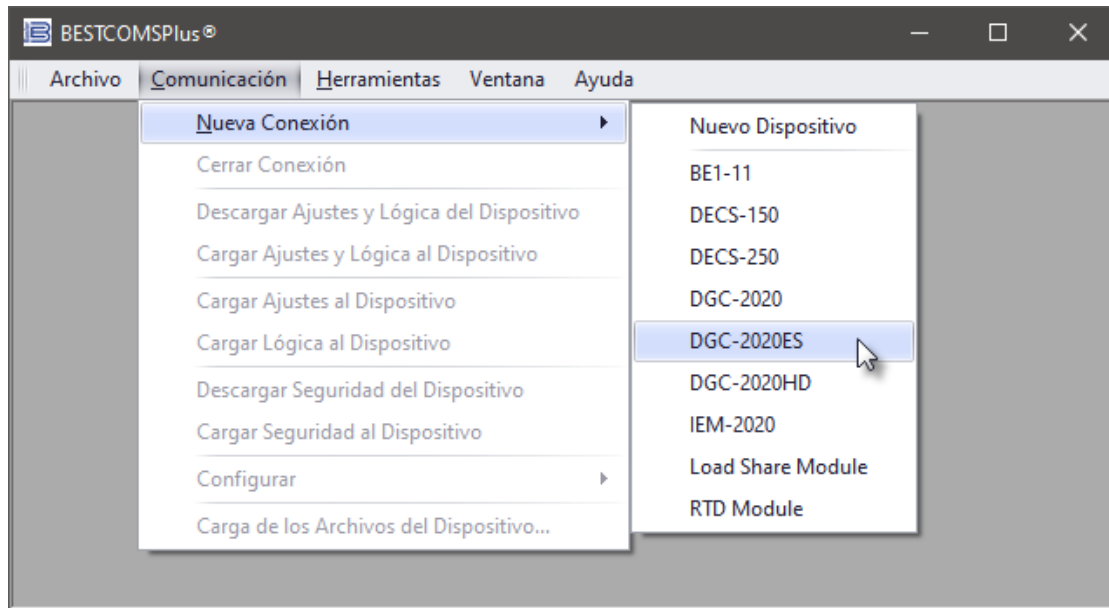 BESTCOMSPlus®
Archivo Comunicación Herramientas Ventana Ayuda
Nueva Conexión
Cerrar Conexión
Descargar Ajustes y Lógica del Dispositivo
Cargar Ajustes y Lógica al Dispositivo
Cargar Ajustes al Dispositivo
Cargar Lógica al Dispositivo
Descargar Seguridad del Dispositivo
Cargar Seguridad al Dispositivo
Configurar
Carga de los Archivos del Dispositivo...
Nuevo Dispositivo
BE1-11
DECS-150
DECS-250
DGC-2020
DGC-2020ES
DGC-2020HD
IEM-2020
Load Share Module
RTD Module